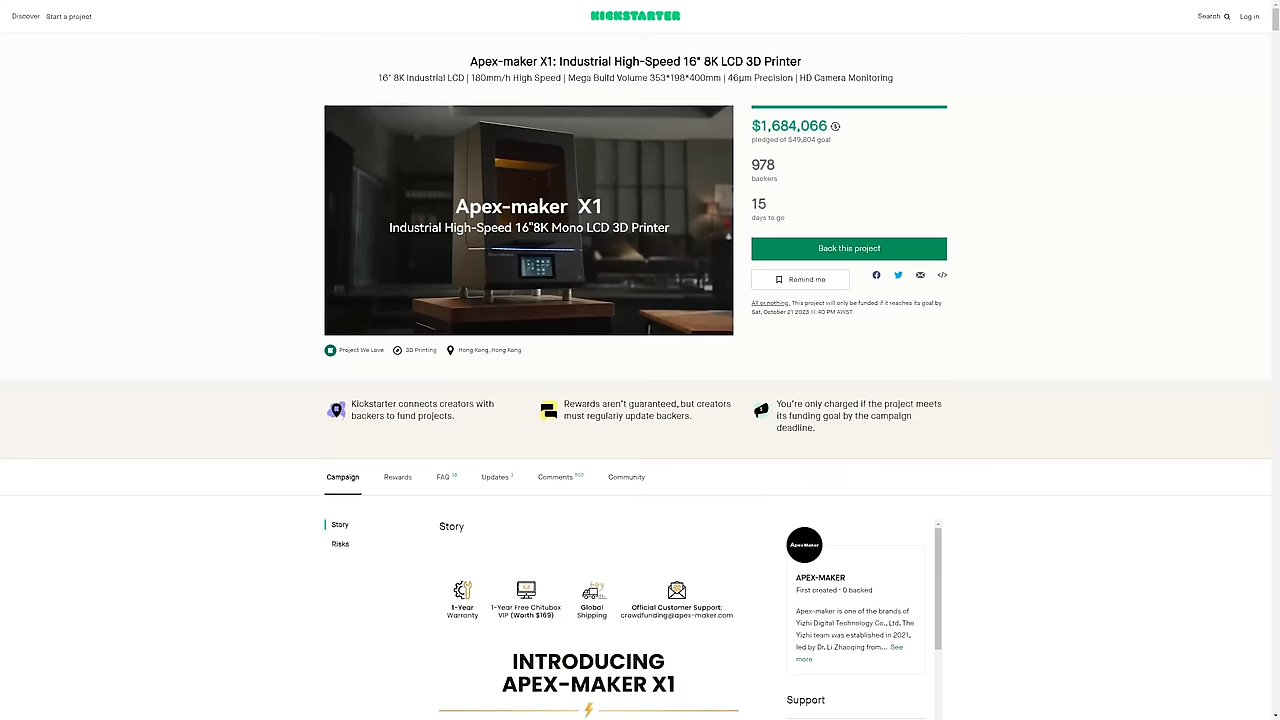 Discover Start a project
KICKSTARTER
Search Log in
Apex-maker X1: Industrial High-Speed 16" 8K LCD 3D Printer
16" 8K Industrial LCD | 180mm/h High Speed | Mega Build Volume 353*198*400mm | 46μm Precision | HD Camera Monitoring
Apex-maker X1
Industrial High-Speed 16"8K Mono LCD 3D Printer
Project We Love 3D Printing Hong Kong, Hong Kong
$1,684,066
pledged of $49,804 goal
978
backers
15
days to go
Back this project
Remind me
All or nothing. This project will only be funded if it reaches its goal by
Sat, October 21 2023 11:40 PM AWST.
Kickstarter connects creators with
backers to fund projects.
Rewards aren't guaranteed, but creators
must regularly update backers.
You're only charged if the project meets
its funding goal by the campaign
deadline.
Campaign Rewards FAQ 38 Updates 3 Comments 502 Community
Story
Risks
Story
1-Year
Warranty
1-Year Free Chitubox
VIP (Worth $169)
Global
Shipping
Official Customer Support:
crowdfunding@apex-maker.com
INTRODUCING
APEX-MAKER X1
Apex Maker
APEX-MAKER
First created · 0 backed
Apex-maker is one of the brands of
Yizhi Digital Technology Co., Ltd. The
Yizhi team was established in 2021,
led by Dr. Li Zhaoqing from... See
more
Support